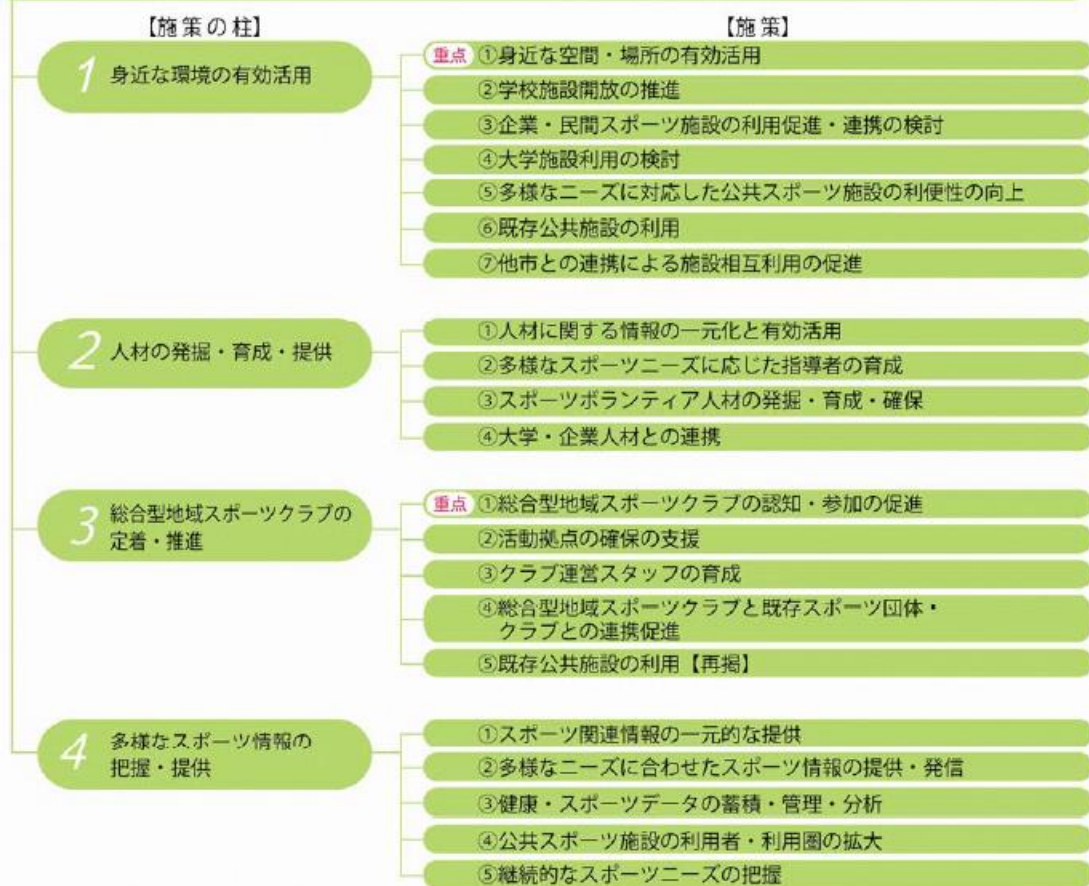 【施策の柱】
【施策】
1 身近な環境の有効活用
重点 ①身近な空間・場所の有効活用
②学校施設開放の推進
③企業・民間スポーツ施設の利用促進・連携の検討
④大学施設利用の検討
⑤多様なニーズに対応した公共スポーツ施設の利便性の向上
⑥既存公共施設の利用
⑦他市との連携による施設相互利用の促進
2 人材の発掘・育成・提供
①人材に関する情報の一元化と有効活用
②多様なスポーツニーズに応じた指導者の育成
③スポーツボランティア人材の発掘・育成・確保
④大学・企業人材との連携
3 総合型地域スポーツクラブの
定着・推進
重点 ①総合型地域スポーツクラブの認知・参加の促進
②活動拠点の確保の支援
③クラブ運営スタッフの育成
④総合型地域スポーツクラブと既存スポーツ団体・
クラブとの連携促進
⑤既存公共施設の利用【再掲】
4 多様なスポーツ情報の
把握・提供
①スポーツ関連情報の一元的な提供
②多様なニーズに合わせたスポーツ情報の提供・発信
③健康・スポーツデータの蓄積・管理・分析
④公共スポーツ施設の利用者・利用圏の拡大
⑤継続的なスポーツニーズの把握